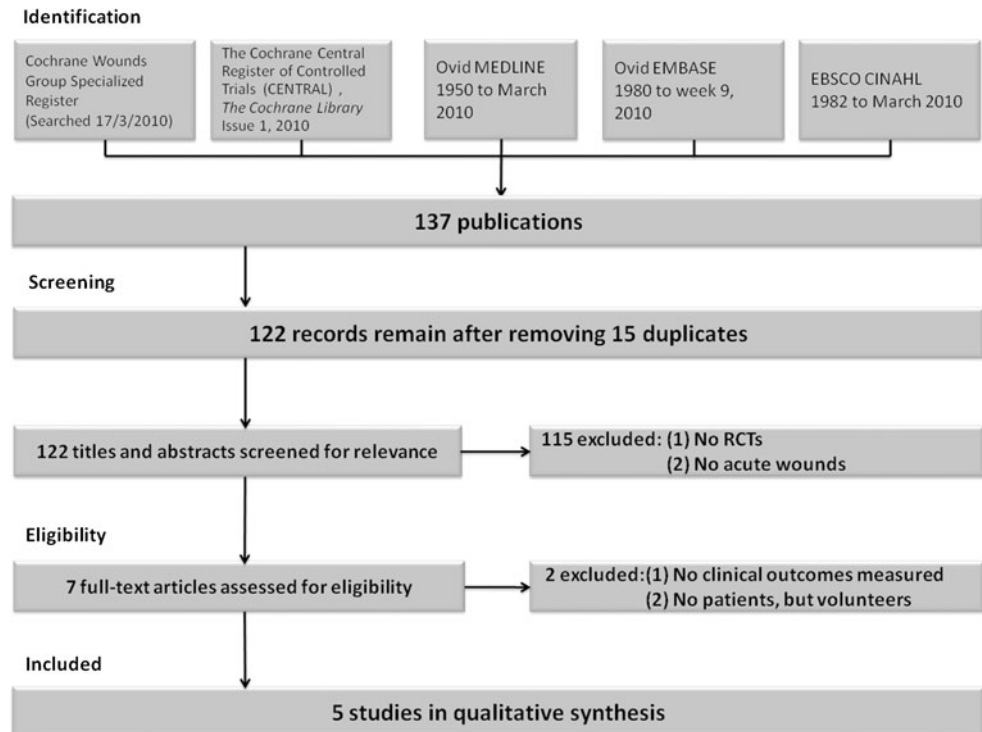 Identification
Cochrane Wounds
Group Specialized
Register
(Searched 17/3/2010)
The Cochrane Central
Register of Controlled
Trials (CENTRAL) ,
The Cochrane Library
Issue 1, 2010
Ovid MEDLINE
1950 to March
2010
Ovid EMBASE
1980 to week 9,
2010
EBSCO CINAHL
1982 to March 2010
137 publications
Screening
122 records remain after removing 15 duplicates
122 titles and abstracts screened for relevance
115 excluded: (1) No RCTs
(2) No acute wounds
Eligibility
7 full-text articles assessed for eligibility
2 excluded:(1) No clinical outcomes measured
(2) No patients, but volunteers
Included
5 studies in qualitative synthesis